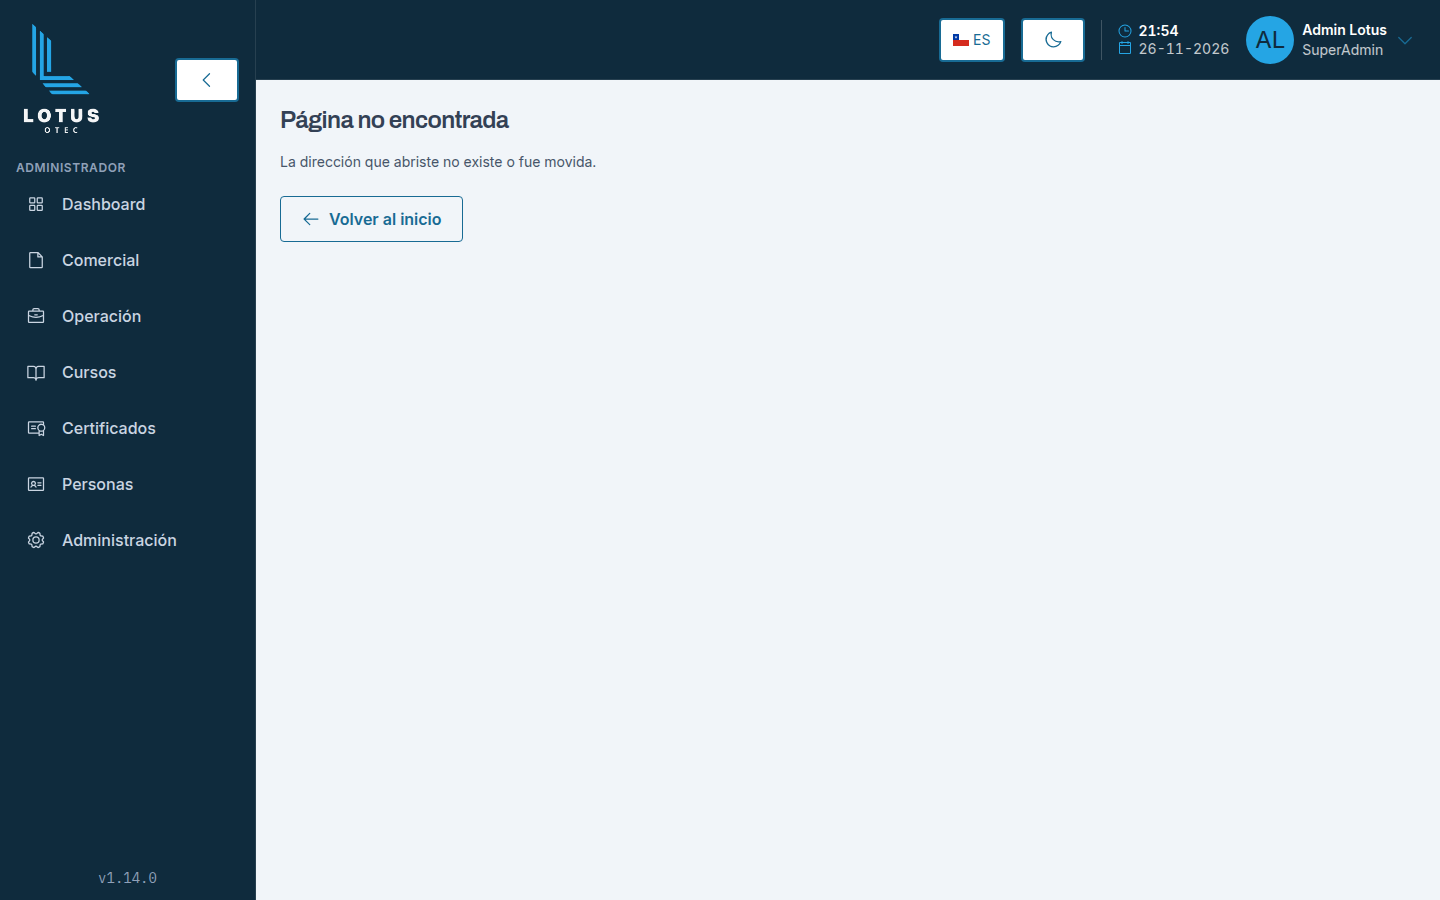 LOTUS
OTEC
ES
21:54
26-11-2026
AL
Admin Lotus
SuperAdmin
ADMINISTRADOR
Dashboard
Comercial
Operación
Cursos
Certificados
Personas
Administración
v1.14.0
Página no encontrada
La dirección que abriste no existe o fue movida.
Volver al inicio